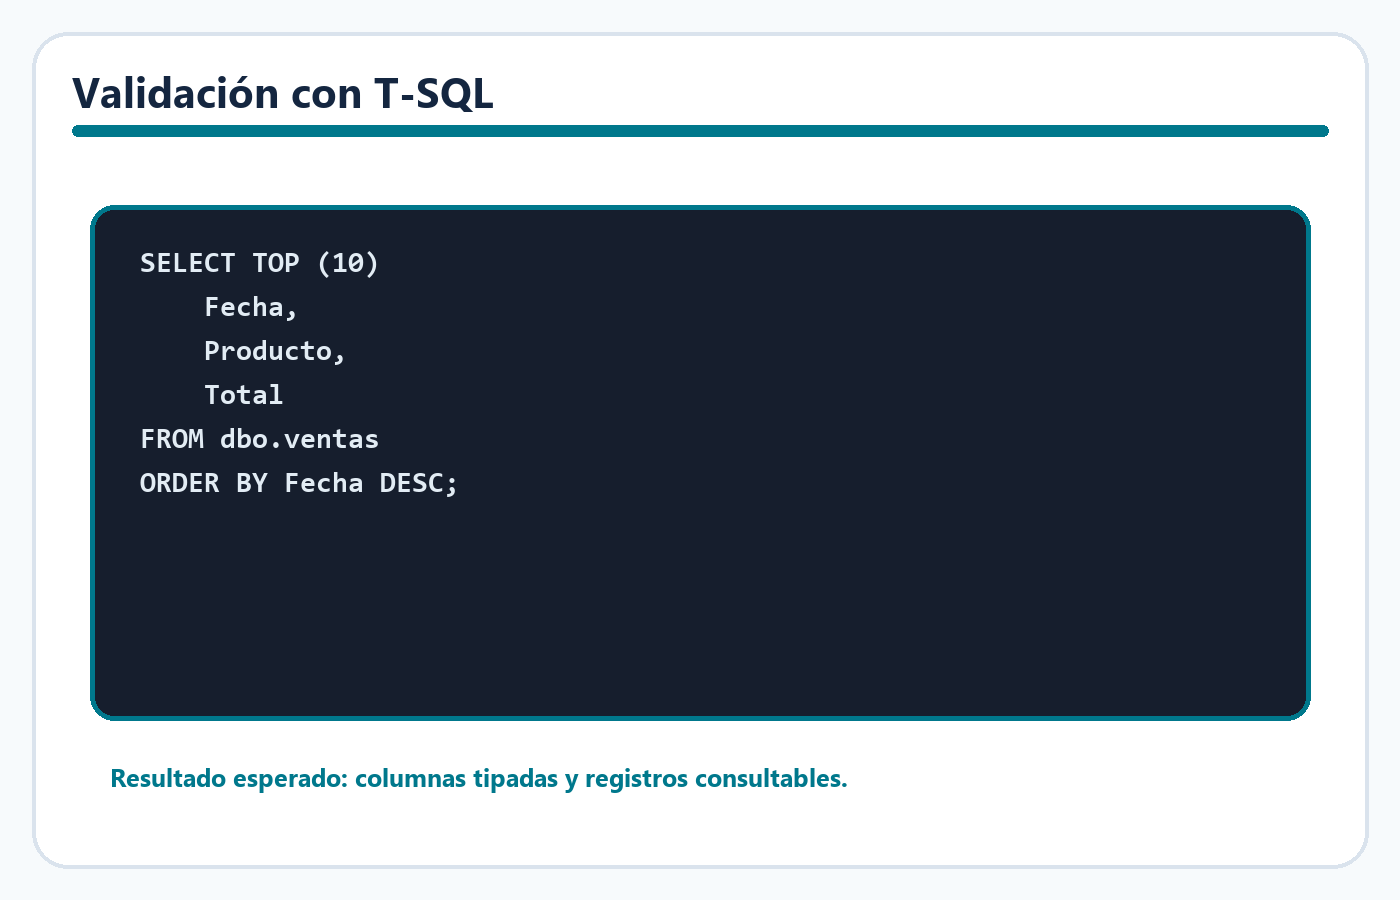 Validación con T-SQL
SELECT TOP (10)
    Fecha,
    Producto,
    Total
FROM dbo.ventas
ORDER BY Fecha DESC;
Resultado esperado: columnas tipadas y registros consultables.